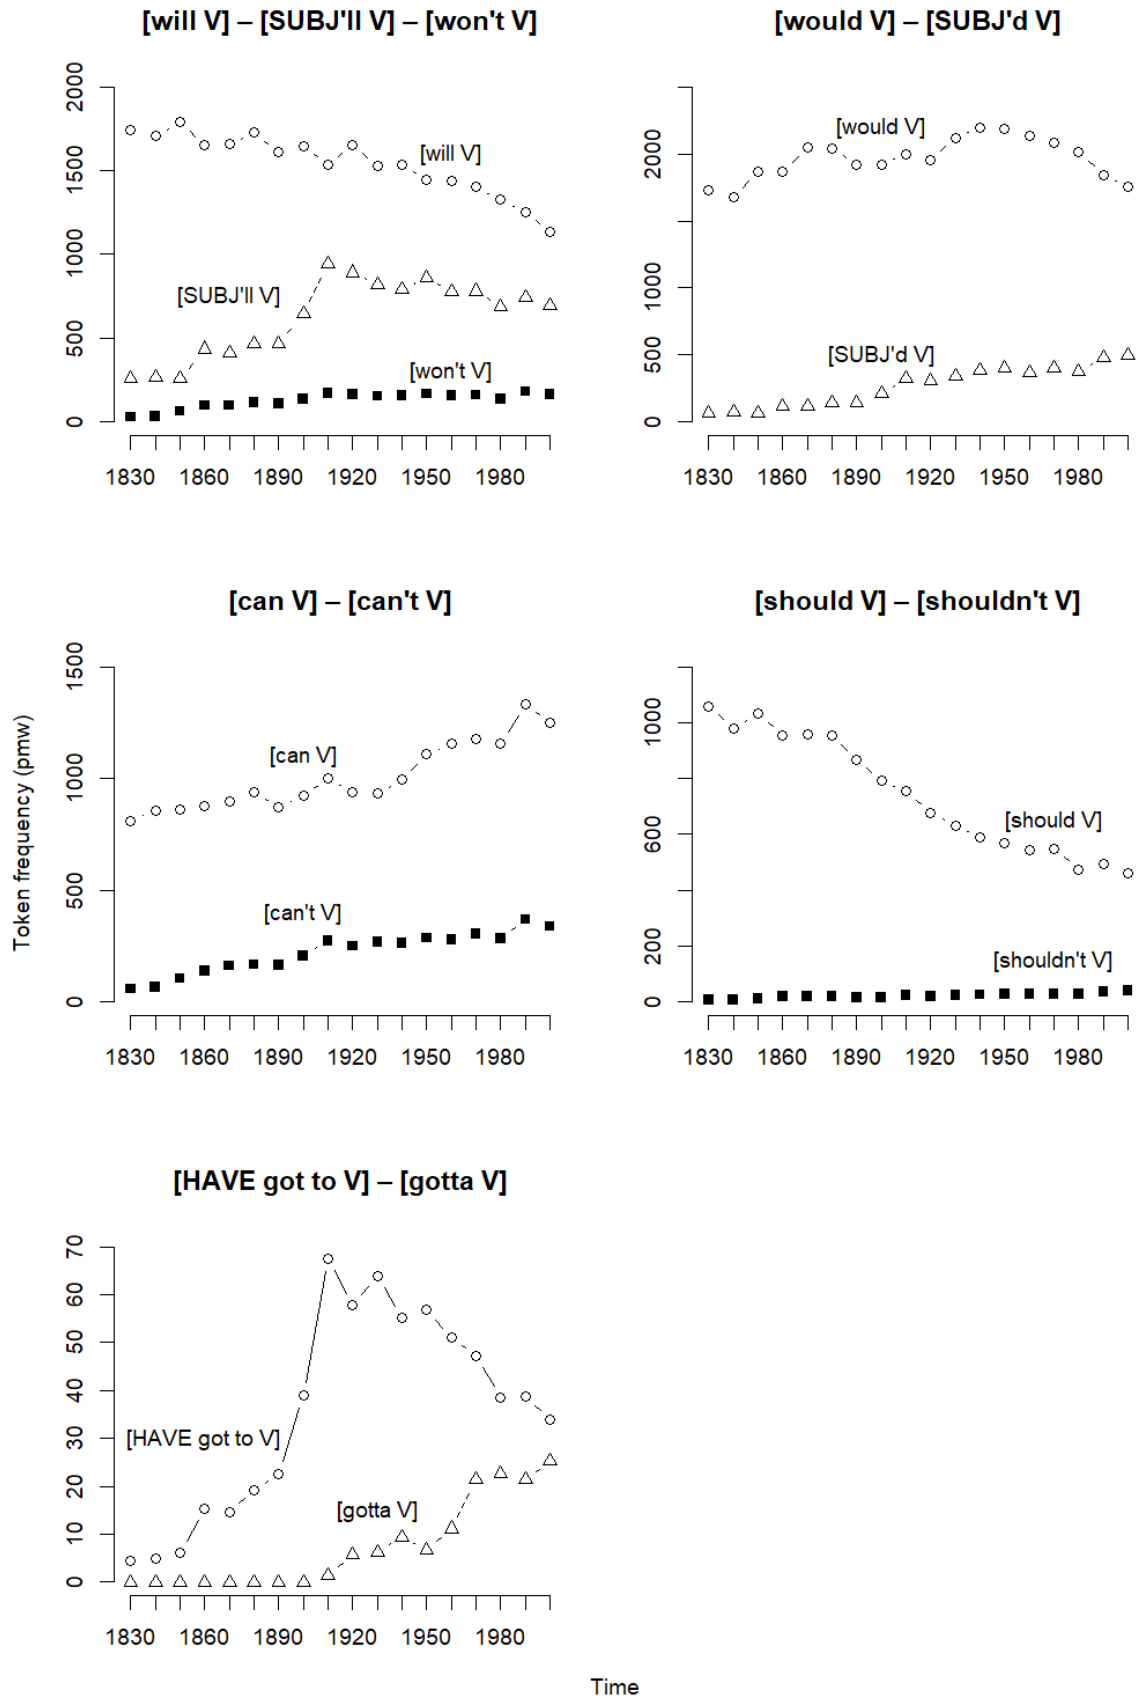 [will V] – [SUBJ'll V] – [won't V]
2000
1500
1000
500
0
[will V]
[SUBJ'll V]
[won't V]
1830 1860 1890 1920 1950 1980
[would V] – [SUBJ'd V]
2000
1000
500
0
[would V]
[SUBJ'd V]
1830 1860 1890 1920 1950 1980
Token frequency (pmw)
[can V] – [can't V]
1500
1000
500
0
[can V]
[can't V]
1830 1860 1890 1920 1950 1980
[should V] – [shouldn't V]
1000
600
200
0
[should V]
[shouldn't V]
1830 1860 1890 1920 1950 1980
[HAVE got to V] – [gotta V]
70
60
50
40
30
20
10
0
[HAVE got to V]
[gotta V]
1830 1860 1890 1920 1950 1980
Time